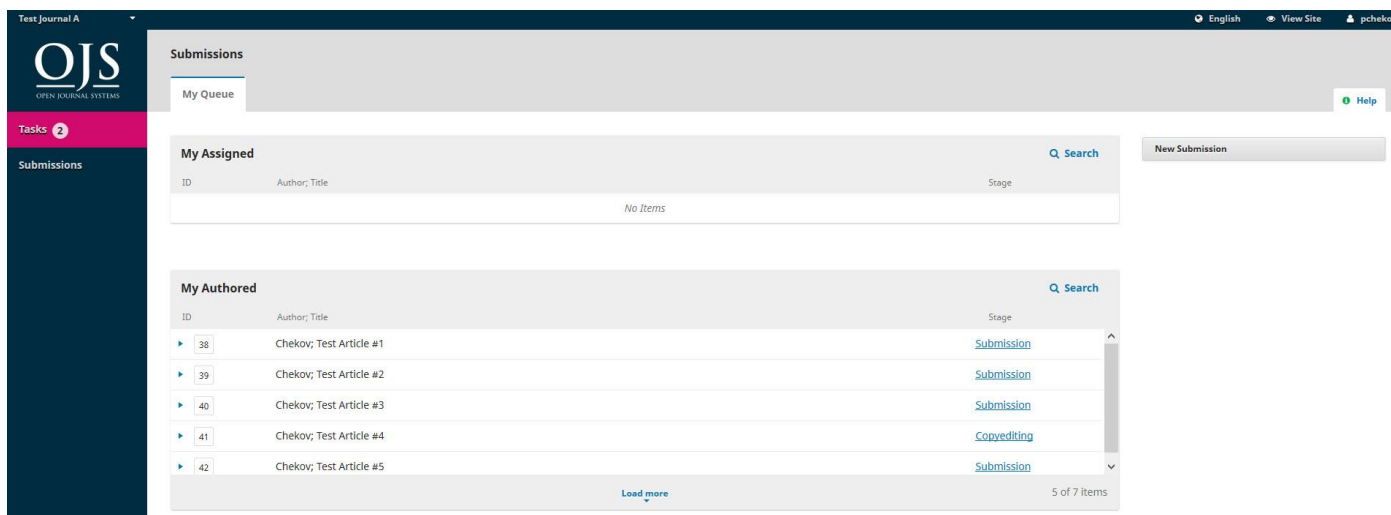 Test Journal A
English View Site
OJS
OPEN JOURNAL SYSTEMS
Tasks 2
Submissions
Submissions
My Queue
Help
My Assigned Search
ID Author; Title Stage
No Items
New Submission
My Authored Search
ID Author; Title Stage
38 Chekov; Test Article #1 Submission
39 Chekov; Test Article #2 Submission
40 Chekov; Test Article #3 Submission
41 Chekov; Test Article #4 Copyediting
42 Chekov; Test Article #5 Submission
Load more 5 of 7 items